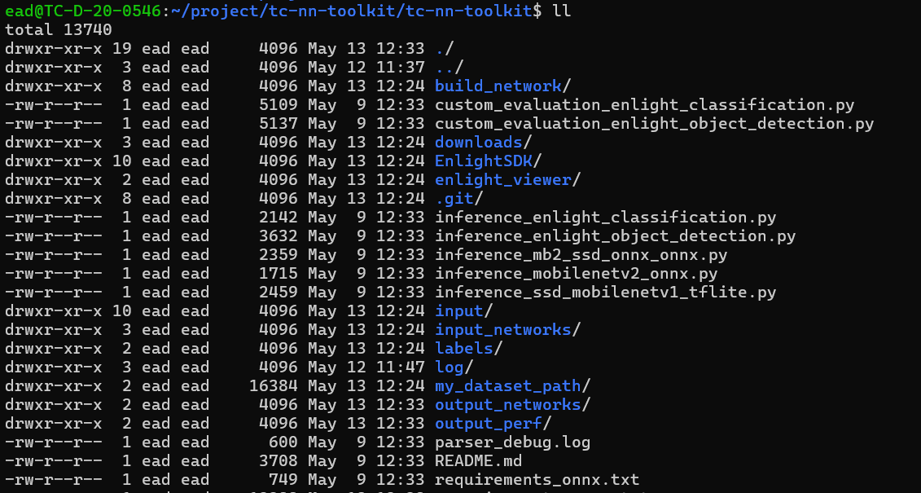 ead@TC-D-20-0546:~/project/tc-nn-toolkit/tc-nn-toolkit$ ll
total 13740
drwxr-xr-x 19 ead ead     4096 May 13 12:33 ./
drwxr-xr-x  3 ead ead     4096 May 12 11:37 ../
drwxr-xr-x  8 ead ead     4096 May 13 12:24 build_network/
-rw-r--r--  1 ead ead     5109 May  9 12:33 custom_evaluation_enlight_classification.py
-rw-r--r--  1 ead ead     5137 May  9 12:33 custom_evaluation_enlight_object_detection.py
drwxr-xr-x  3 ead ead     4096 May 13 12:24 downloads/
drwxr-xr-x 10 ead ead     4096 May 13 12:24 EnlightSDK/
drwxr-xr-x  2 ead ead     4096 May 13 12:24 enlight_viewer/
drwxr-xr-x  8 ead ead     4096 May 13 12:24 .git/
-rw-r--r--  1 ead ead     2142 May  9 12:33 inference_enlight_classification.py
-rw-r--r--  1 ead ead     3632 May  9 12:33 inference_enlight_object_detection.py
-rw-r--r--  1 ead ead     2359 May  9 12:33 inference_mb2_ssd_onnx_onnx.py
-rw-r--r--  1 ead ead     1715 May  9 12:33 inference_mobilenetv2_onnx.py
-rw-r--r--  1 ead ead     2459 May  9 12:33 inference_ssd_mobilenetv1_tflite.py
drwxr-xr-x 10 ead ead     4096 May 13 12:24 input/
drwxr-xr-x  3 ead ead     4096 May 13 12:24 input_networks/
drwxr-xr-x  2 ead ead     4096 May 13 12:24 labels/
drwxr-xr-x  3 ead ead     4096 May 12 11:47 log/
drwxr-xr-x  2 ead ead    16384 May 13 12:24 my_dataset_path/
drwxr-xr-x  2 ead ead     4096 May 13 12:33 output_networks/
drwxr-xr-x  2 ead ead     4096 May 13 12:33 output_perf/
-rw-r--r--  1 ead ead      600 May  9 12:33 parser_debug.log
-rw-r--r--  1 ead ead     3708 May  9 12:33 README.md
-rw-r--r--  1 ead ead      749 May  9 12:33 requirements_onnx.txt